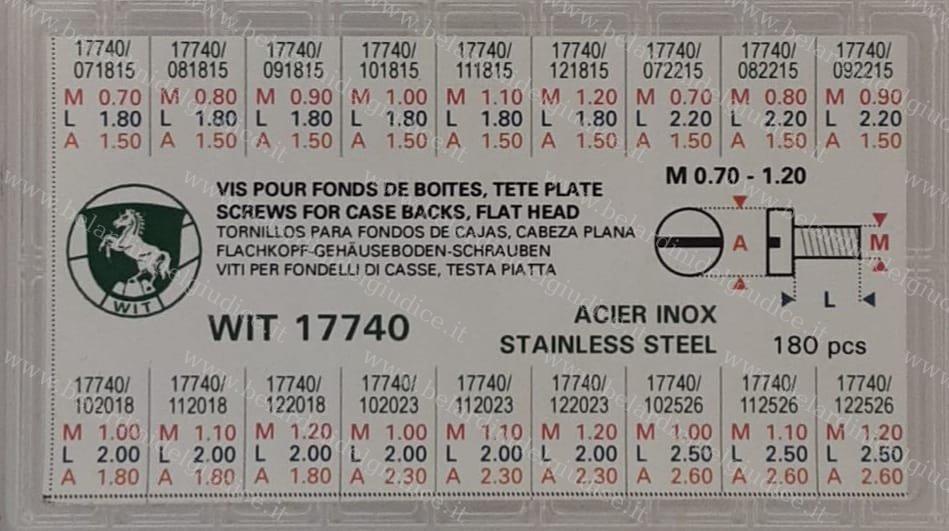 17740/ 17740/ 17740/ 17740/ 17740/ 17740/ 17740/ 17740/ 17740/
071815 081815 091815 101815 111815 121815 072215 082215 092215
M 0.70 M 0.80 M 0.90 M 1.00 M 1.10 M 1.20 M 0.70 M 0.80 M 0.90
L 1.80 L 1.80 L 1.80 L 1.80 L 1.80 L 1.80 L 2.20 L 2.20 L 2.20
A 1.50 A 1.50 A 1.50 A 1.50 A 1.50 A 1.50 A 1.50 A 1.50 A 1.50
M 0.70 - 1.20
VIS POUR FONDS DE BOITES, TETE PLATE
SCREWS FOR CASE BACKS, FLAT HEAD
TORNILLOS PARA FONDOS DE CAJAS, CABEZA PLANA
FLACHKOPF-GEHÄUSEBODEN-SCHRAUBEN
VITI PER FONDELLI DI CASSE, TESTA PIATTA
A
M
L
WIT
WIT 17740
ACIER INOX
STAINLESS STEEL
180 pcs
17740/ 17740/ 17740/ 17740/ 17740/ 17740/ 17740/ 17740/ 17740/
102018 112018 122018 102023 112023 122023 102526 112526 122526
M 1.00 M 1.10 M 1.20 M 1.00 M 1.10 M 1.20 M 1.00 M 1.10 M 1.20
L 2.00 L 2.00 L 2.00 L 2.00 L 2.00 L 2.00 L 2.50 L 2.50 L 2.50
A 1.80 A 1.80 A 1.80 A 2.30 A 2.30 A 2.30 A 2.60 A 2.60 A 2.60
www.belardinidelgiudice.it